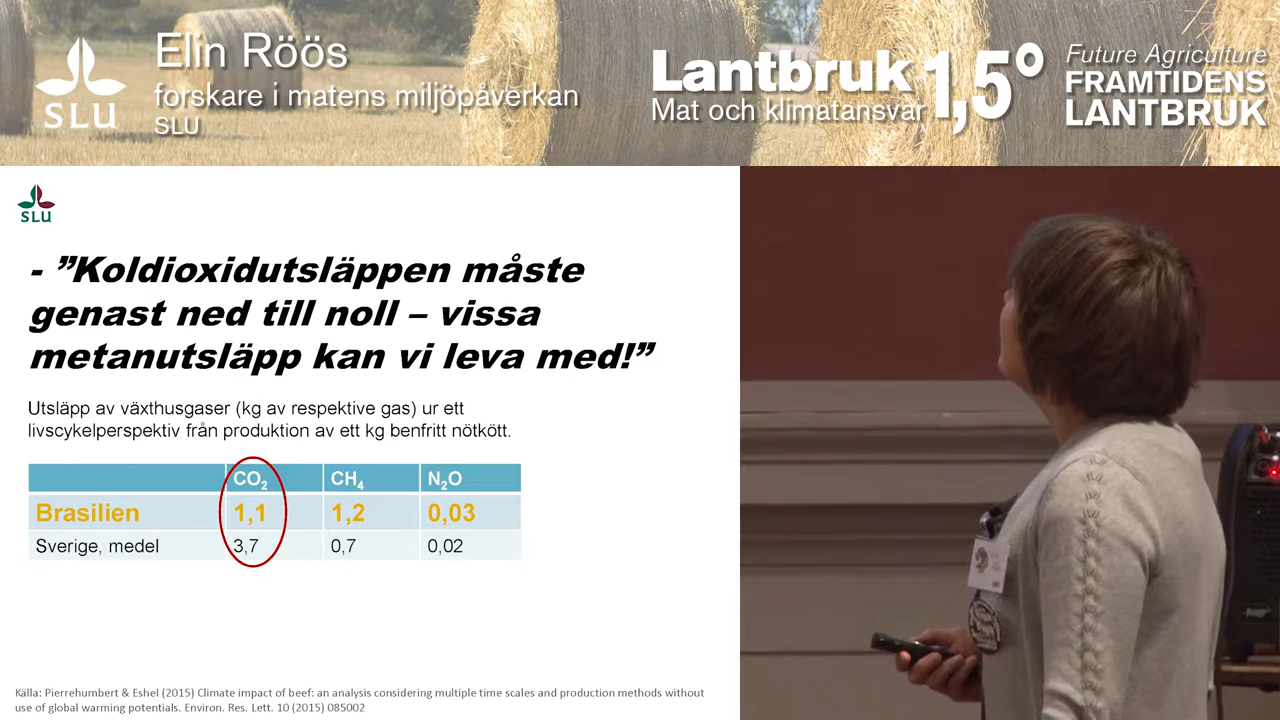 Elin Röös
forskare i matens miljöpåverkan
SLU
SLU
Lantbruk 1,5°
Mat och klimatansvar
Future Agriculture
FRAMTIDENS
LANTBRUK
SLU
- ”Koldioxidutsläppen måste
genast ned till noll – vissa
metanutsläpp kan vi leva med!”
Utsläpp av växthusgaser (kg av respektive gas) ur ett
livscykelperspektiv från produktion av ett kg benfritt nötkött.
CO₂ CH₄ N₂O
Brasilien 1,1 1,2 0,03
Sverige, medel 3,7 0,7 0,02
Källa: Pierrehumbert & Eshel (2015) Climate impact of beef: an analysis considering multiple time scales and production methods without
use of global warming potentials. Environ. Res. Lett. 10 (2015) 085002